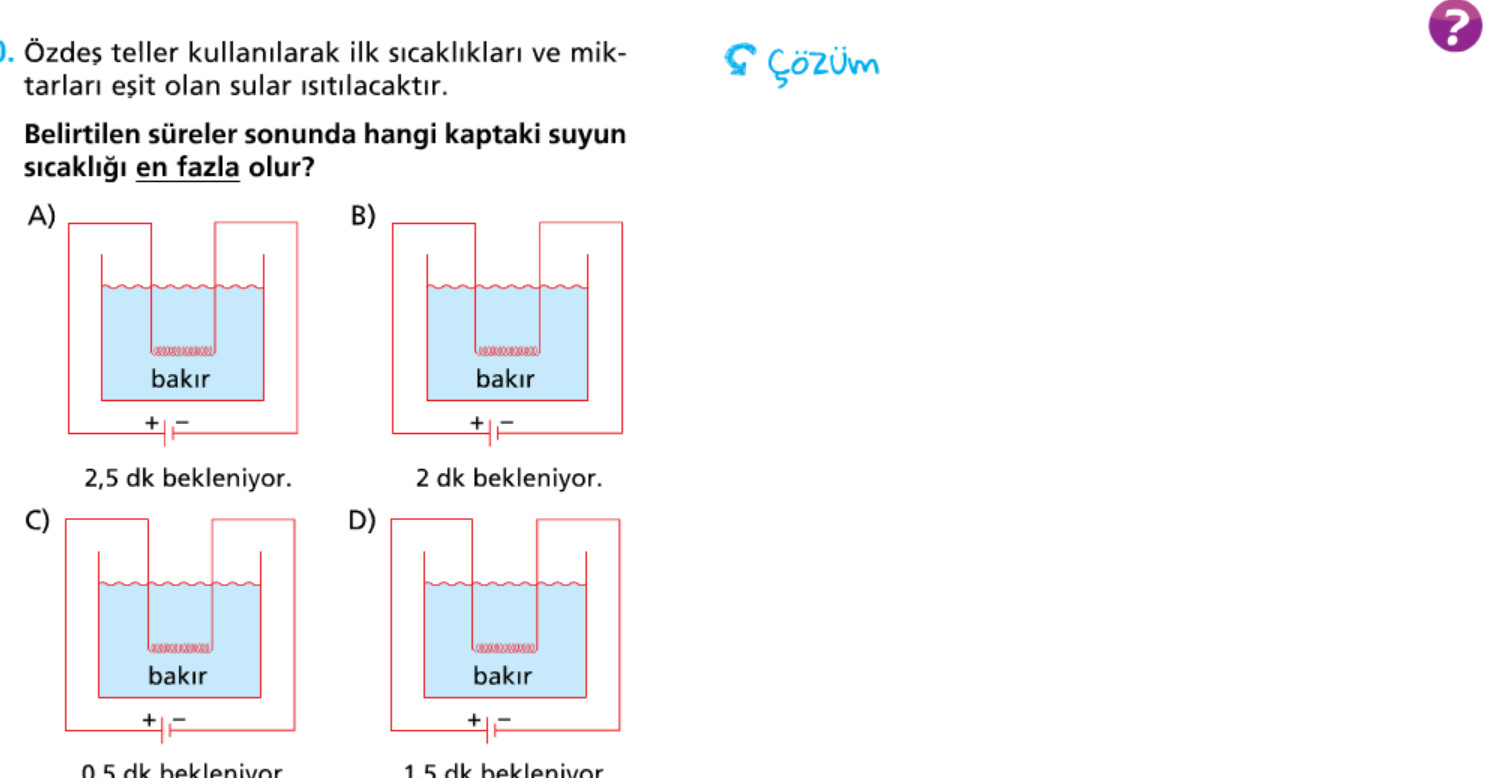 0. Özdeş teller kullanılarak ilk sıcaklıkları ve mik-
tarları eşit olan sular ısıtılacaktır.
Belirtilen süreler sonunda hangi kaptaki suyun
sıcaklığı en fazla olur?
A)
bakır
+ −
2,5 dk bekleniyor.
B)
bakır
+ −
2 dk bekleniyor.
C)
bakır
+ −
0,5 dk bekleniyor.
D)
bakır
+ −
1,5 dk bekleniyor.
Çözüm
?